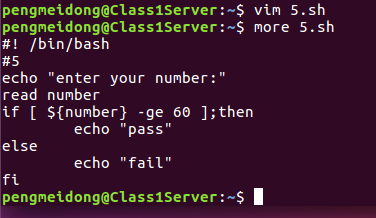 pengmeidong@Class1Server:~$ vim 5.sh
pengmeidong@Class1Server:~$ more 5.sh
#! /bin/bash
#5
echo "enter your number:"
read number
if [ ${number} -ge 60 ];then
        echo "pass"
else
        echo "fail"
fi
pengmeidong@Class1Server:~$